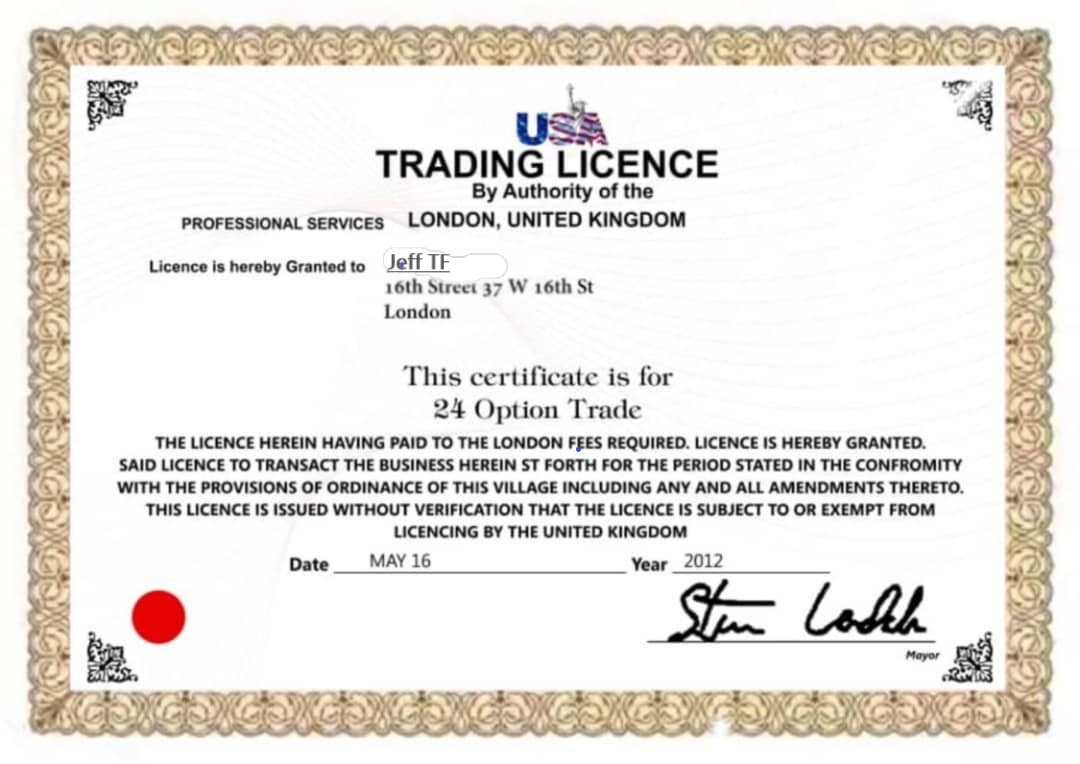 USA
TRADING LICENCE
By Authority of the
PROFESSIONAL SERVICES LONDON, UNITED KINGDOM
Licence is hereby Granted to Jeff TF
16th Street 37 W 16th St
London
This certificate is for
24 Option Trade
THE LICENCE HEREIN HAVING PAID TO THE LONDON FEES REQUIRED. LICENCE IS HEREBY GRANTED.
SAID LICENCE TO TRANSACT THE BUSINESS HEREIN ST FORTH FOR THE PERIOD STATED IN THE CONFROMITY
WITH THE PROVISIONS OF ORDINANCE OF THIS VILLAGE INCLUDING ANY AND ALL AMENDMENTS THERETO.
THIS LICENCE IS ISSUED WITHOUT VERIFICATION THAT THE LICENCE IS SUBJECT TO OR EXEMPT FROM
LICENCING BY THE UNITED KINGDOM
Date MAY 16 Year 2012
Mayor